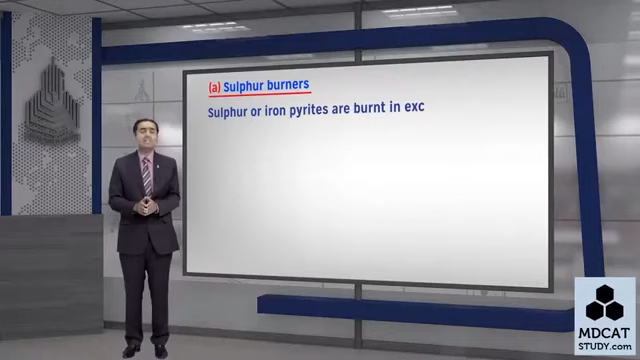 (a) Sulphur burners
Sulphur or iron pyrites are burnt in exc
MDCAT
STUDY.com